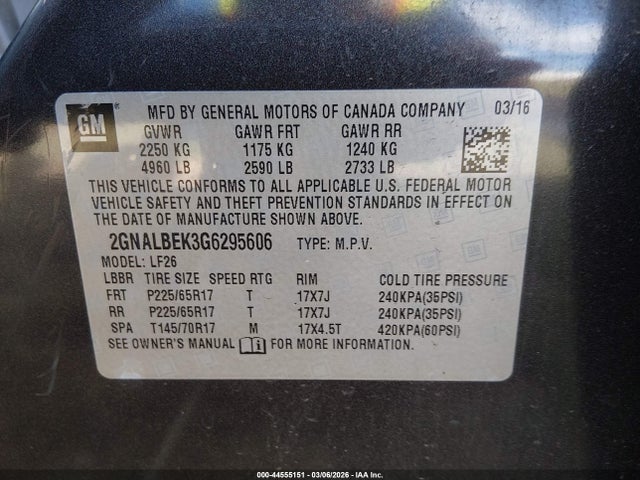 GM
MFD BY GENERAL MOTORS OF CANADA COMPANY 03/16
GVWR GAWR FRT GAWR RR
2250 KG 1175 KG 1240 KG
4960 LB 2590 LB 2733 LB
THIS VEHICLE CONFORMS TO ALL APPLICABLE U.S. FEDERAL MOTOR
VEHICLE SAFETY AND THEFT PREVENTION STANDARDS IN EFFECT ON
THE DATE OF MANUFACTURE SHOWN ABOVE.
2GNALBEK3G6295606 TYPE: M.P.V.
MODEL: LF26
LBBR TIRE SIZE SPEED RTG RIM COLD TIRE PRESSURE
FRT P225/65R17 T 17X7J 240KPA(35PSI)
RR P225/65R17 T 17X7J 240KPA(35PSI)
SPA T145/70R17 M 17X4.5T 420KPA(60PSI)
SEE OWNER'S MANUAL i FOR MORE INFORMATION.
000-44555151 | 03/06/2026 - IAA Inc.